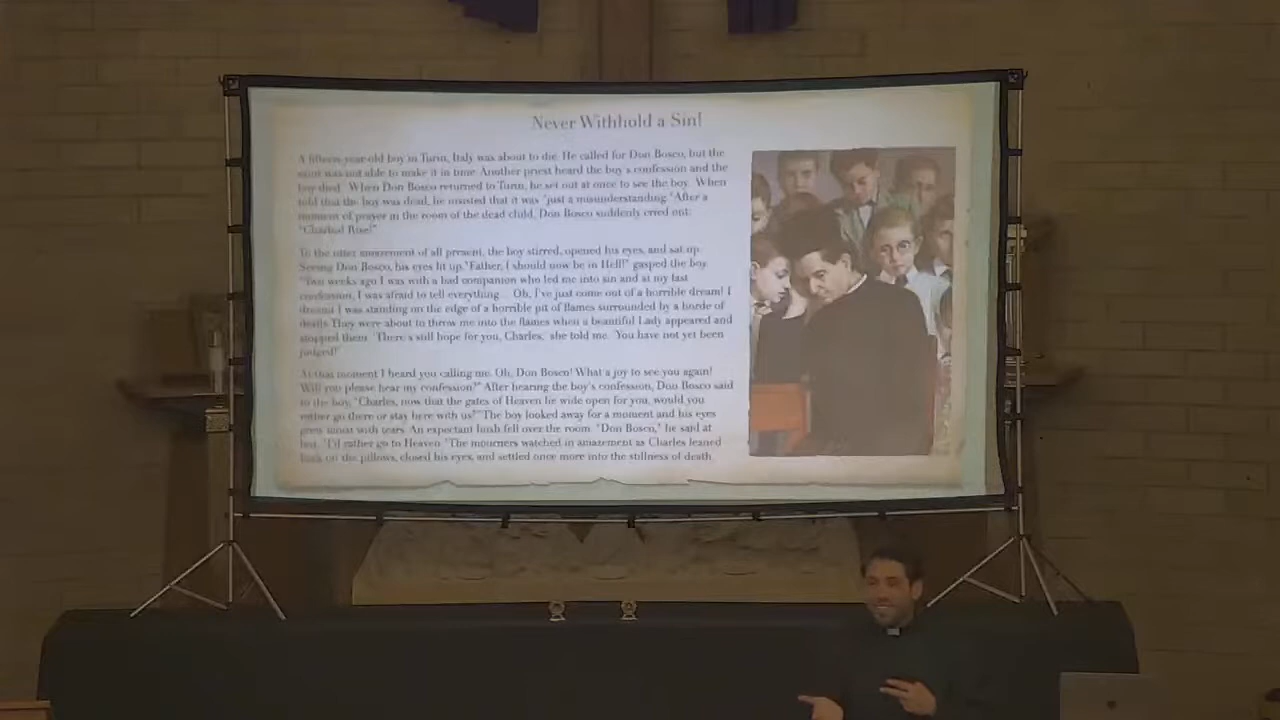 Never Withhold a Sin!
A fifteen-year-old boy in Turin, Italy was about to die. He called for Don Bosco, but the
saint was not able to make it in time. Another priest heard the boy's confession and the
boy died. When Don Bosco returned to Turin, he set out at once to see the boy. When
told that the boy was dead, he insisted that it was "just a misunderstanding." After a
moment of prayer in the room of the dead child, Don Bosco suddenly cried out:
"Charles! Rise!"
To the utter amazement of all present, the boy stirred, opened his eyes, and sat up.
Seeing Don Bosco, his eyes lit up. "Father, I should now be in Hell!" gasped the boy.
"Two weeks ago I was with a bad companion who led me into sin and at my last
confession, I was afraid to tell everything... Oh, I've just come out of a horrible dream! I
dreamt I was standing on the edge of a horrible pit of flames surrounded by a horde of
devils. They were about to throw me into the flames when a beautiful Lady appeared and
stopped them. 'There's still hope for you, Charles,' she told me. 'You have not yet been
judged!'
At that moment I heard you calling me. Oh, Don Bosco! What a joy to see you again!
Will you please hear my confession?" After hearing the boy's confession, Don Bosco said
to the boy, "Charles, now that the gates of Heaven lie wide open for you, would you
rather go there or stay here with us?" The boy looked away for a moment and his eyes
grew moist with tears. An expectant hush fell over the room. "Don Bosco," he said at
last, "I'd rather go to Heaven." The mourners watched in amazement as Charles leaned
back on the pillows, closed his eyes, and settled once more into the stillness of death.